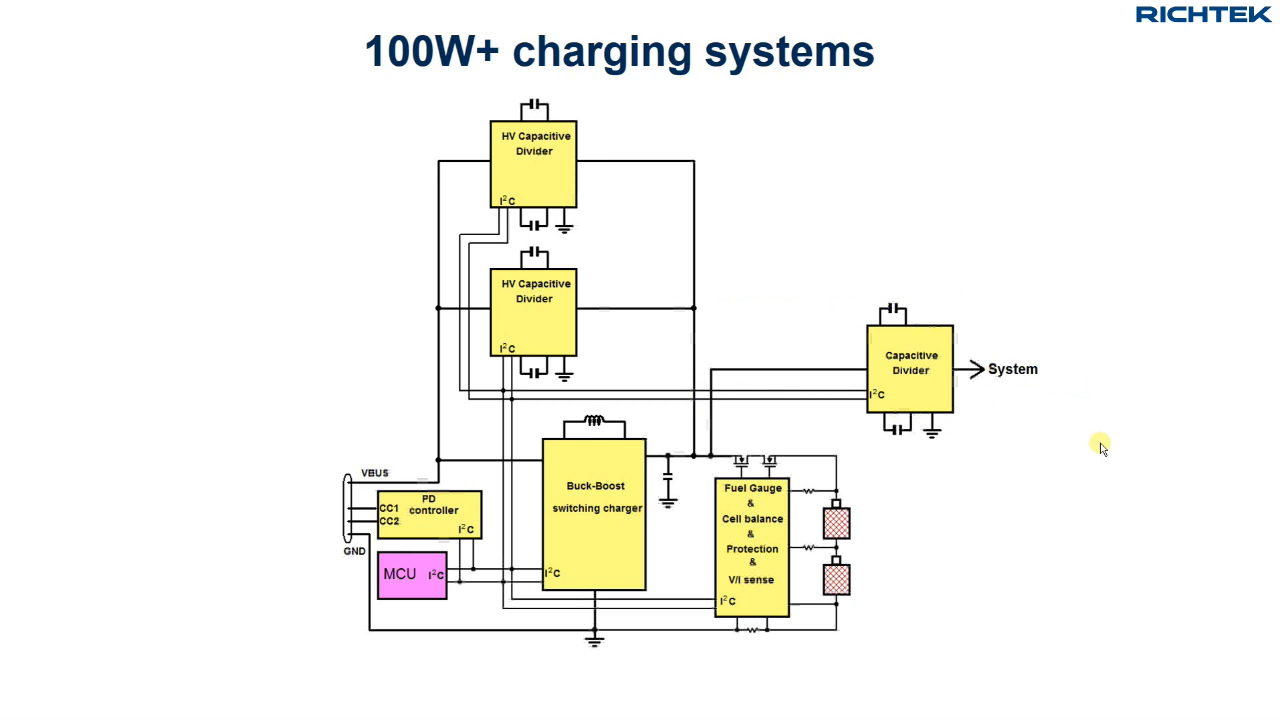 RICHTEK
100W+ charging systems
HV Capacitive
Divider
I²C
HV Capacitive
Divider
I²C
Capacitive
Divider
I²C
System
VBUS
CC1
CC2
GND
PD
controller
I²C
MCU
I²C
Buck-Boost
switching charger
I²C
Fuel Gauge
&
Cell balance
&
Protection
&
V/I sense
I²C